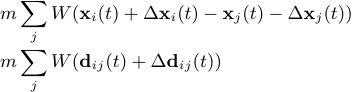 m∑_j W(𝐱_i(t) + Δ𝐱_i(t) − 𝐱_j(t) − Δ𝐱_j(t))
m∑_j W(𝐝_ij(t) + Δ𝐝_ij(t))